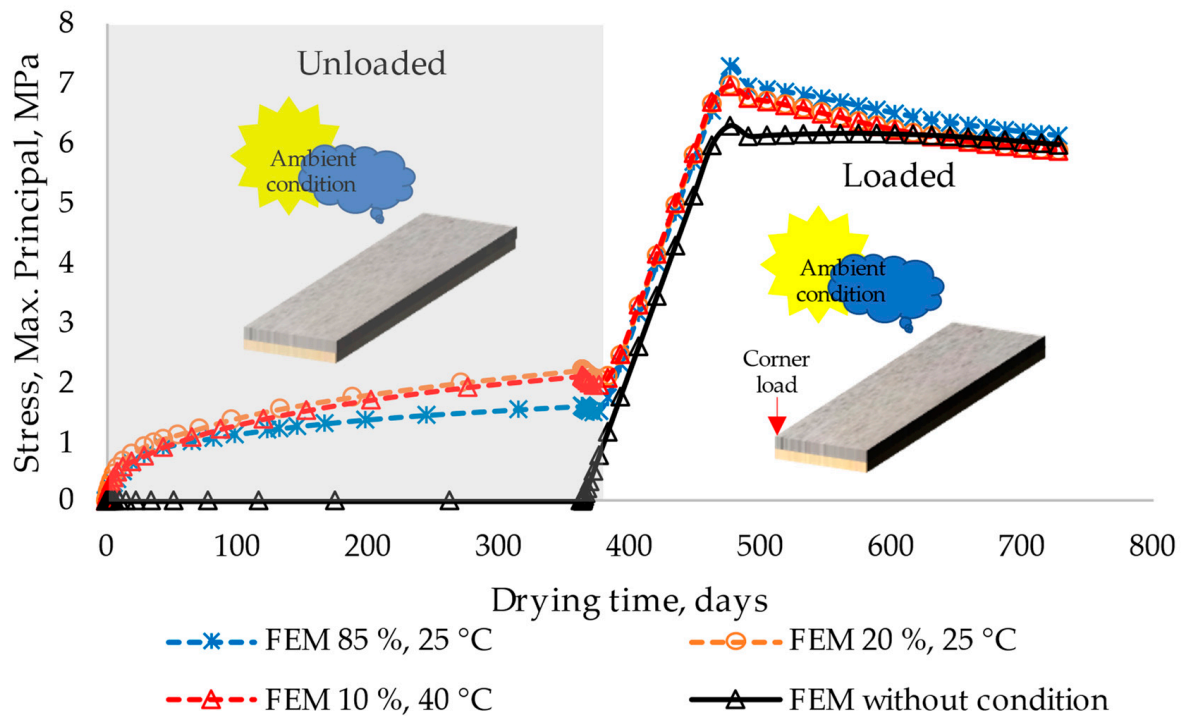 Stress, Max. Principal, MPa
8
7
6
5
4
3
2
1
0
Unloaded
Ambient
condition
Loaded
Ambient
condition
Corner
load
0 100 200 300 400 500 600 700 800
Drying time, days
FEM 85 %, 25 °C
FEM 20 %, 25 °C
FEM 10 %, 40 °C
FEM without condition